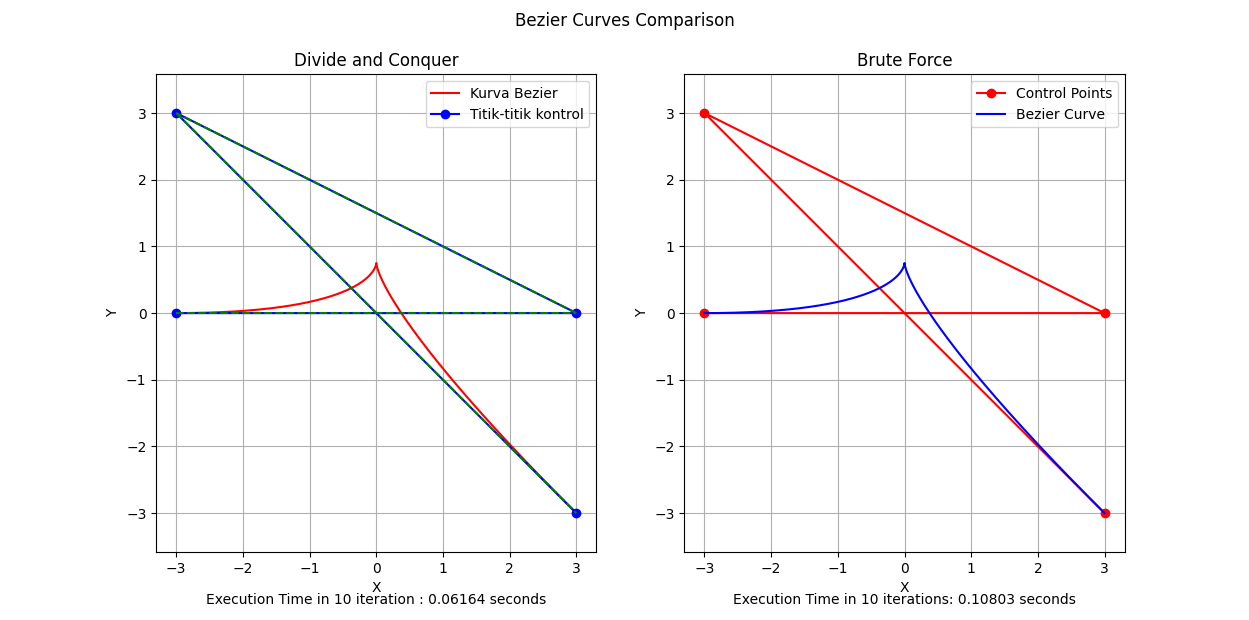 Bezier Curves Comparison
Divide and Conquer
Kurva Bezier
Titik-titik kontrol
3
2
1
0
−1
−2
−3
Y
−3 −2 −1 0 1 2 3
X
Execution Time in 10 iteration : 0.06164 seconds
Brute Force
Control Points
Bezier Curve
3
2
1
0
−1
−2
−3
Y
−3 −2 −1 0 1 2 3
X
Execution Time in 10 iterations: 0.10803 seconds